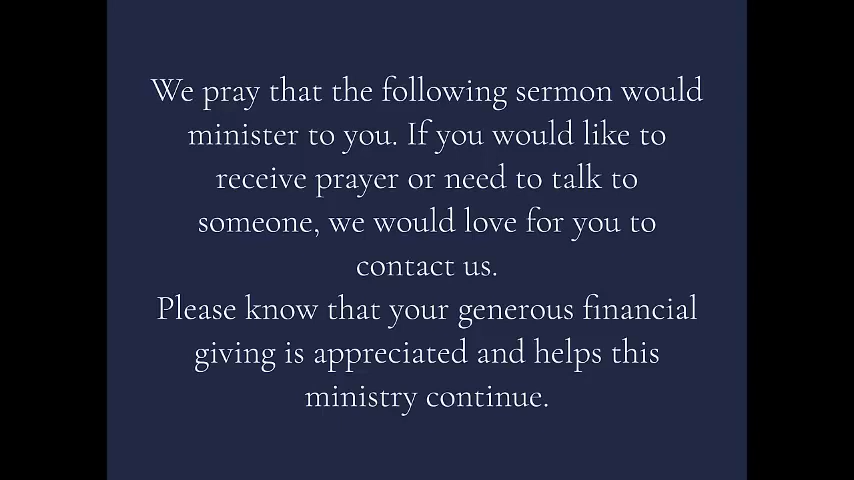 We pray that the following sermon would
minister to you. If you would like to
receive prayer or need to talk to
someone, we would love for you to
contact us.
Please know that your generous financial
giving is appreciated and helps this
ministry continue.